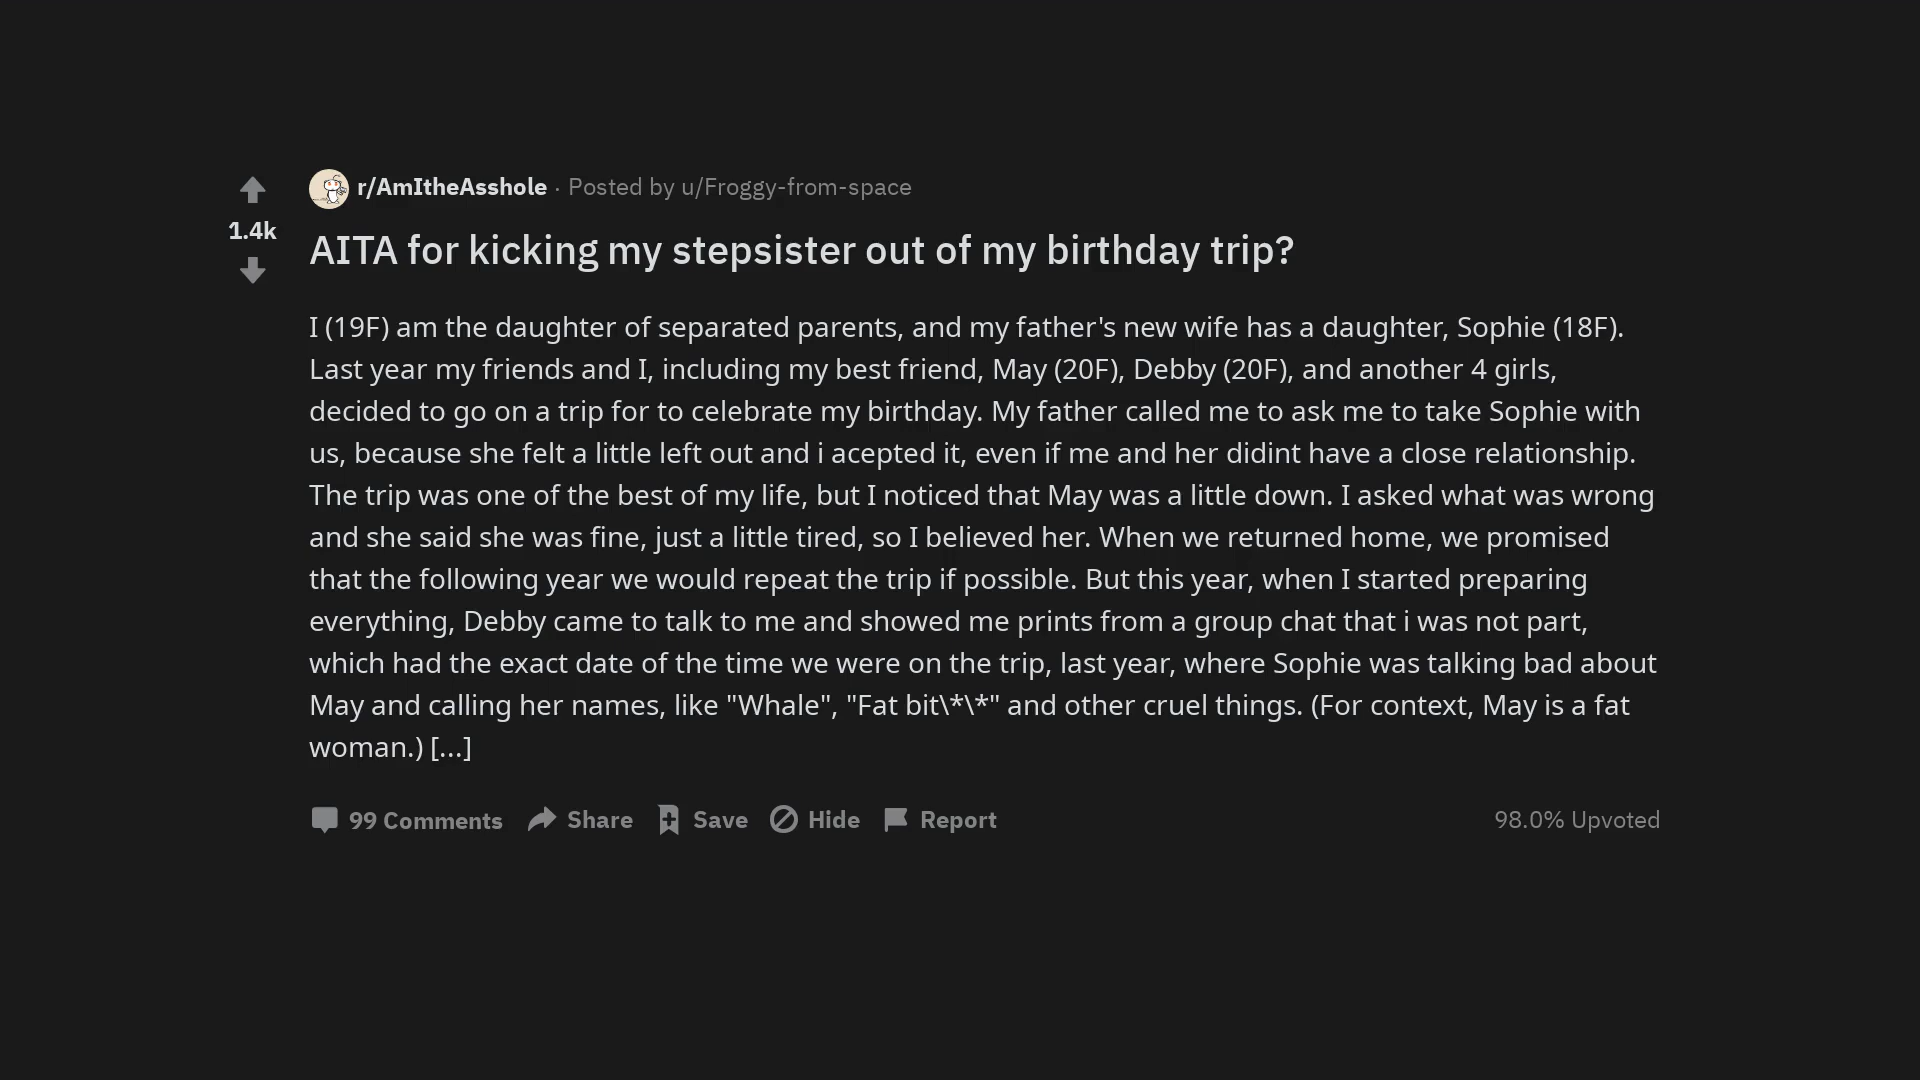 r/AmItheAsshole · Posted by u/Froggy-from-space
1.4k
AITA for kicking my stepsister out of my birthday trip?
I (19F) am the daughter of separated parents, and my father's new wife has a daughter, Sophie (18F).
Last year my friends and I, including my best friend, May (20F), Debby (20F), and another 4 girls,
decided to go on a trip for to celebrate my birthday. My father called me to ask me to take Sophie with
us, because she felt a little left out and i acepted it, even if me and her didint have a close relationship.
The trip was one of the best of my life, but I noticed that May was a little down. I asked what was wrong
and she said she was fine, just a little tired, so I believed her. When we returned home, we promised
that the following year we would repeat the trip if possible. But this year, when I started preparing
everything, Debby came to talk to me and showed me prints from a group chat that i was not part,
which had the exact date of the time we were on the trip, last year, where Sophie was talking bad about
May and calling her names, like "Whale", "Fat bit\*\*" and other cruel things. (For context, May is a fat
woman.) [...]
99 Comments Share Save Hide Report 98.0% Upvoted